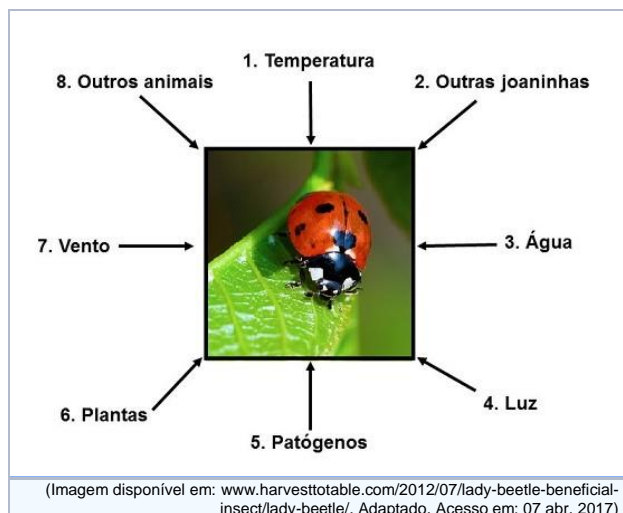 1. Temperatura
8. Outros animais
2. Outras joaninhas
7. Vento
3. Água
6. Plantas
4. Luz
5. Patógenos
(Imagem disponível em: www.harvesttotable.com/2012/07/lady-beetle-beneficial-
insect/lady-beetle/. Adaptado. Acesso em: 07 abr. 2017)